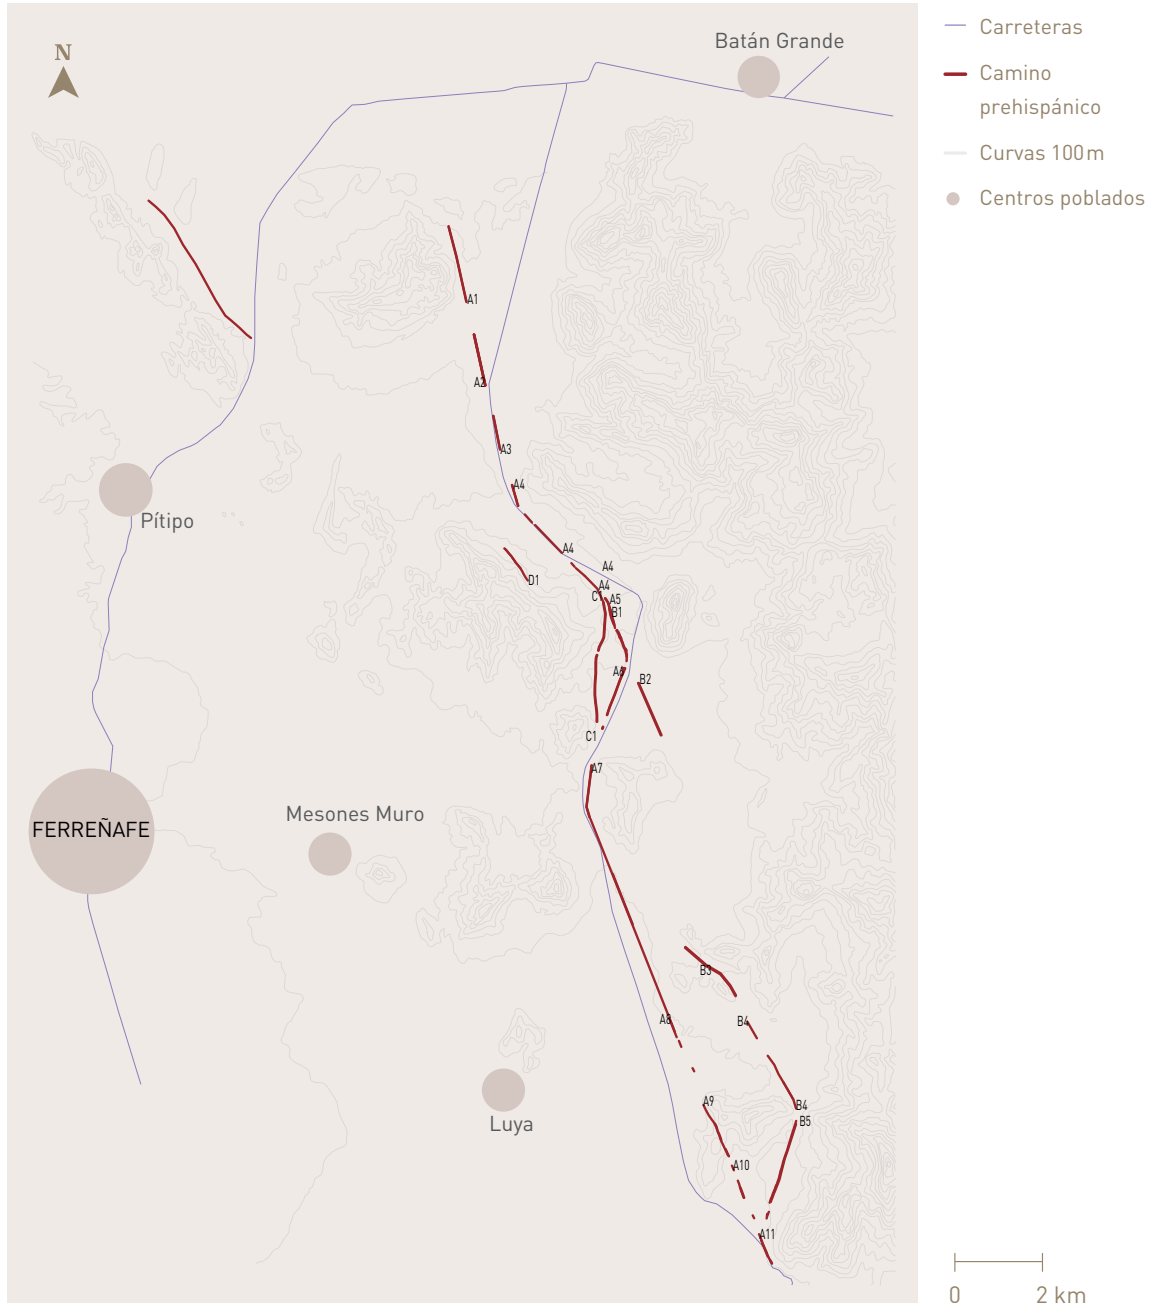 N
Batán Grande
Carreteras
Camino
prehispánico
Curvas 100m
Centros poblados
A1
A2
A3
A4
Pítipo
A4
A4
D1
A4
C1
A5
B1
A6
B2
C1
A7
Mesones Muro
FERREÑAFE
B3
A8
B4
A9
B4
B5
Luya
A10
A11
0
2 km